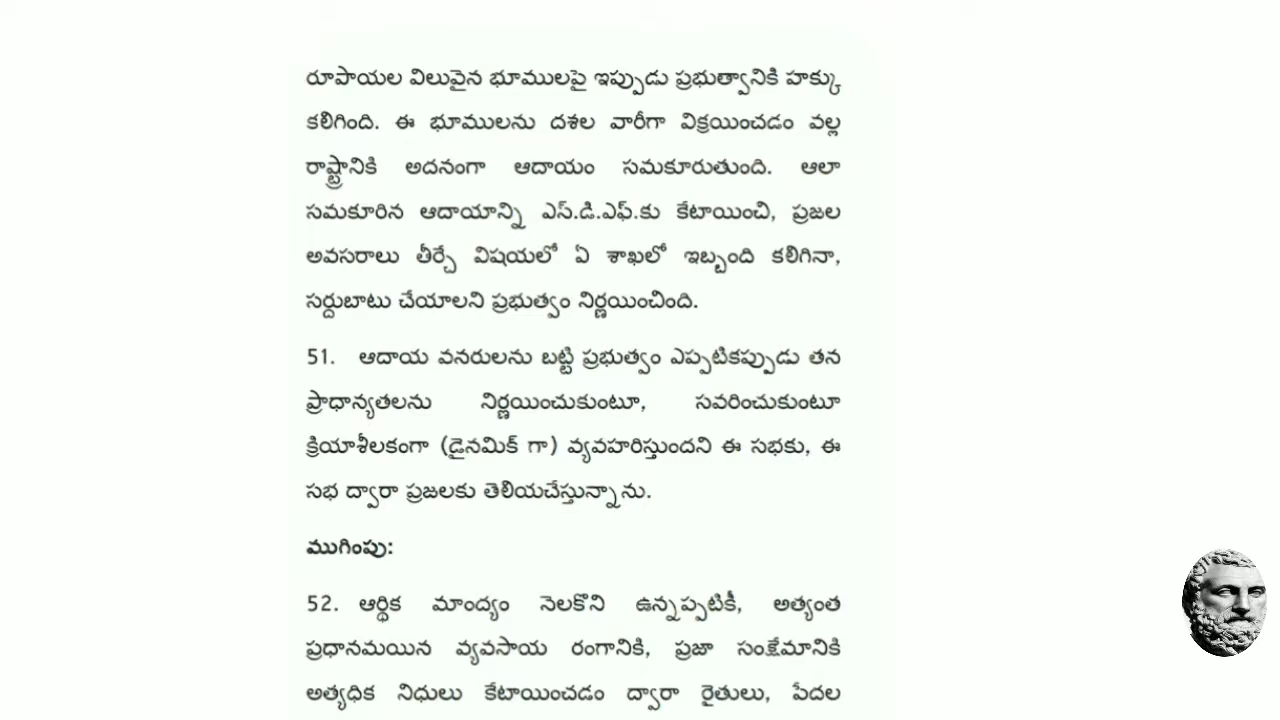 రూపాయల విలువైన భూములపై ఇప్పుడు ప్రభుత్వానికి హక్కు
కలిగింది. ఈ భూములను దశల వారీగా విక్రయించడం వల్ల
రాష్ట్రానికి అదనంగా ఆదాయం సమకూరుతుంది. ఆలా
సమకూరిన ఆదాయాన్ని ఎస్.డి.ఎఫ్.కు కేటాయించి, ప్రజల
అవసరాలు తీర్చే విషయలో ఏ శాఖలో ఇబ్బంది కలిగినా,
సర్దుబాటు చేయాలని ప్రభుత్వం నిర్ణయించింది.
51. ఆదాయ వనరులను బట్టి ప్రభుత్వం ఎప్పటికప్పుడు తన
ప్రాధాన్యతలను నిర్ణయించుకుంటూ, సవరించుకుంటూ
క్రియాశీలకంగా (డైనమిక్ గా) వ్యవహరిస్తుందని ఈ సభకు, ఈ
సభ ద్వారా ప్రజలకు తెలియచేస్తున్నాను.
ముగింపు:
52. ఆర్థిక మాంద్యం నెలకొని ఉన్నప్పటికీ, అత్యంత
ప్రధానమయిన వ్యవసాయ రంగానికి, ప్రజా సంక్షేమానికి
అత్యధిక నిధులు కేటాయించడం ద్వారా రైతులు, పేదల